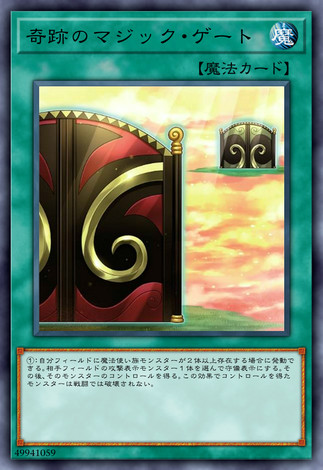 奇跡のマジック・ゲート
魔
【魔法カード】
①:自分フィールドに魔法使い族モンスターが2体以上存在する場合に発動で
きる。相手フィールドの攻撃表示モンスター1体を選んで守備表示にする。そ
の後、そのモンスターのコントロールを得る。この効果でコントロールを得た
モンスターは戦闘では破壊されない。
49941059